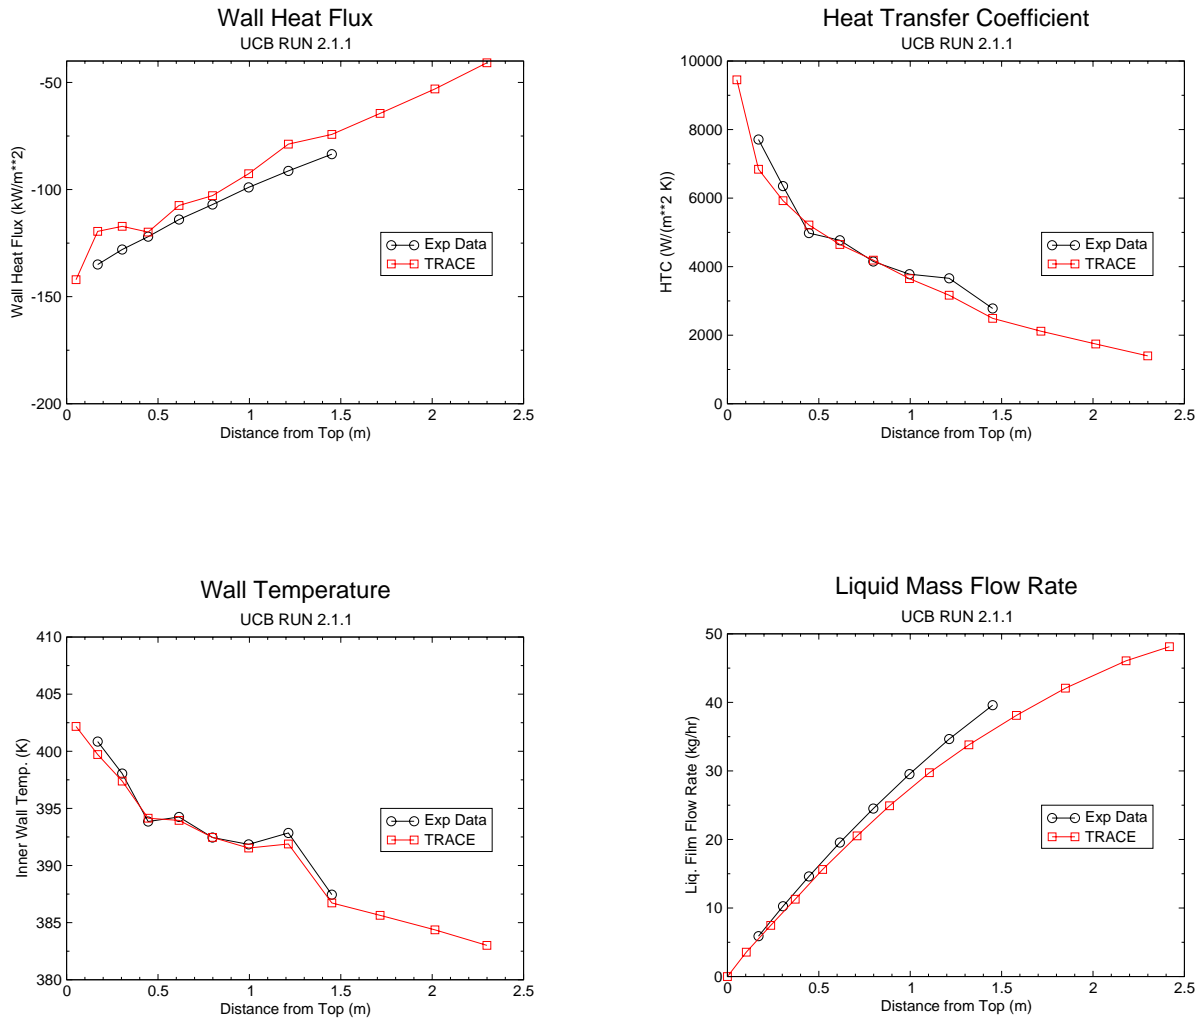 Wall Heat Flux
UCB RUN 2.1.1
-50
-100
-150
-200
0 0.5 1 1.5 2 2.5
Distance from Top (m)
Wall Heat Flux (kW/m**2)
Exp Data
TRACE
Heat Transfer Coefficient
UCB RUN 2.1.1
10000
8000
6000
4000
2000
0
0 0.5 1 1.5 2 2.5
Distance from Top (m)
HTC (W/(m**2 K))
Exp Data
TRACE
Wall Temperature
UCB RUN 2.1.1
410
405
400
395
390
385
380
0 0.5 1 1.5 2 2.5
Distance from Top (m)
Inner Wall Temp. (K)
Exp Data
TRACE
Liquid Mass Flow Rate
UCB RUN 2.1.1
50
40
30
20
10
0
0 0.5 1 1.5 2 2.5
Distance from Top (m)
Liq. Film Flow Rate (kg/hr)
Exp Data
TRACE